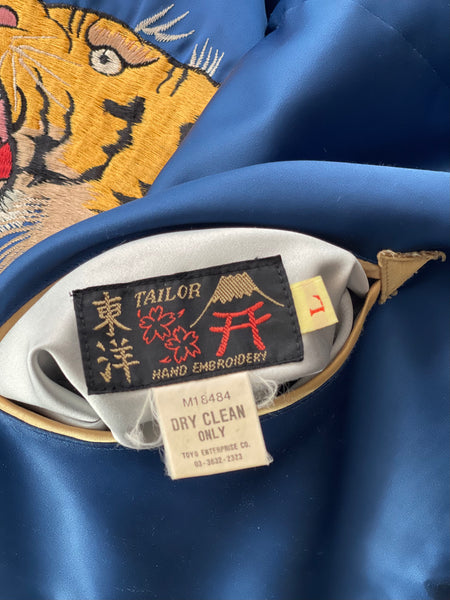 東洋
TAILOR
HAND EMBROIDERY
L
M18484
DRY CLEAN
ONLY
TOYO ENTERPRISE CO.
03-3632-2323